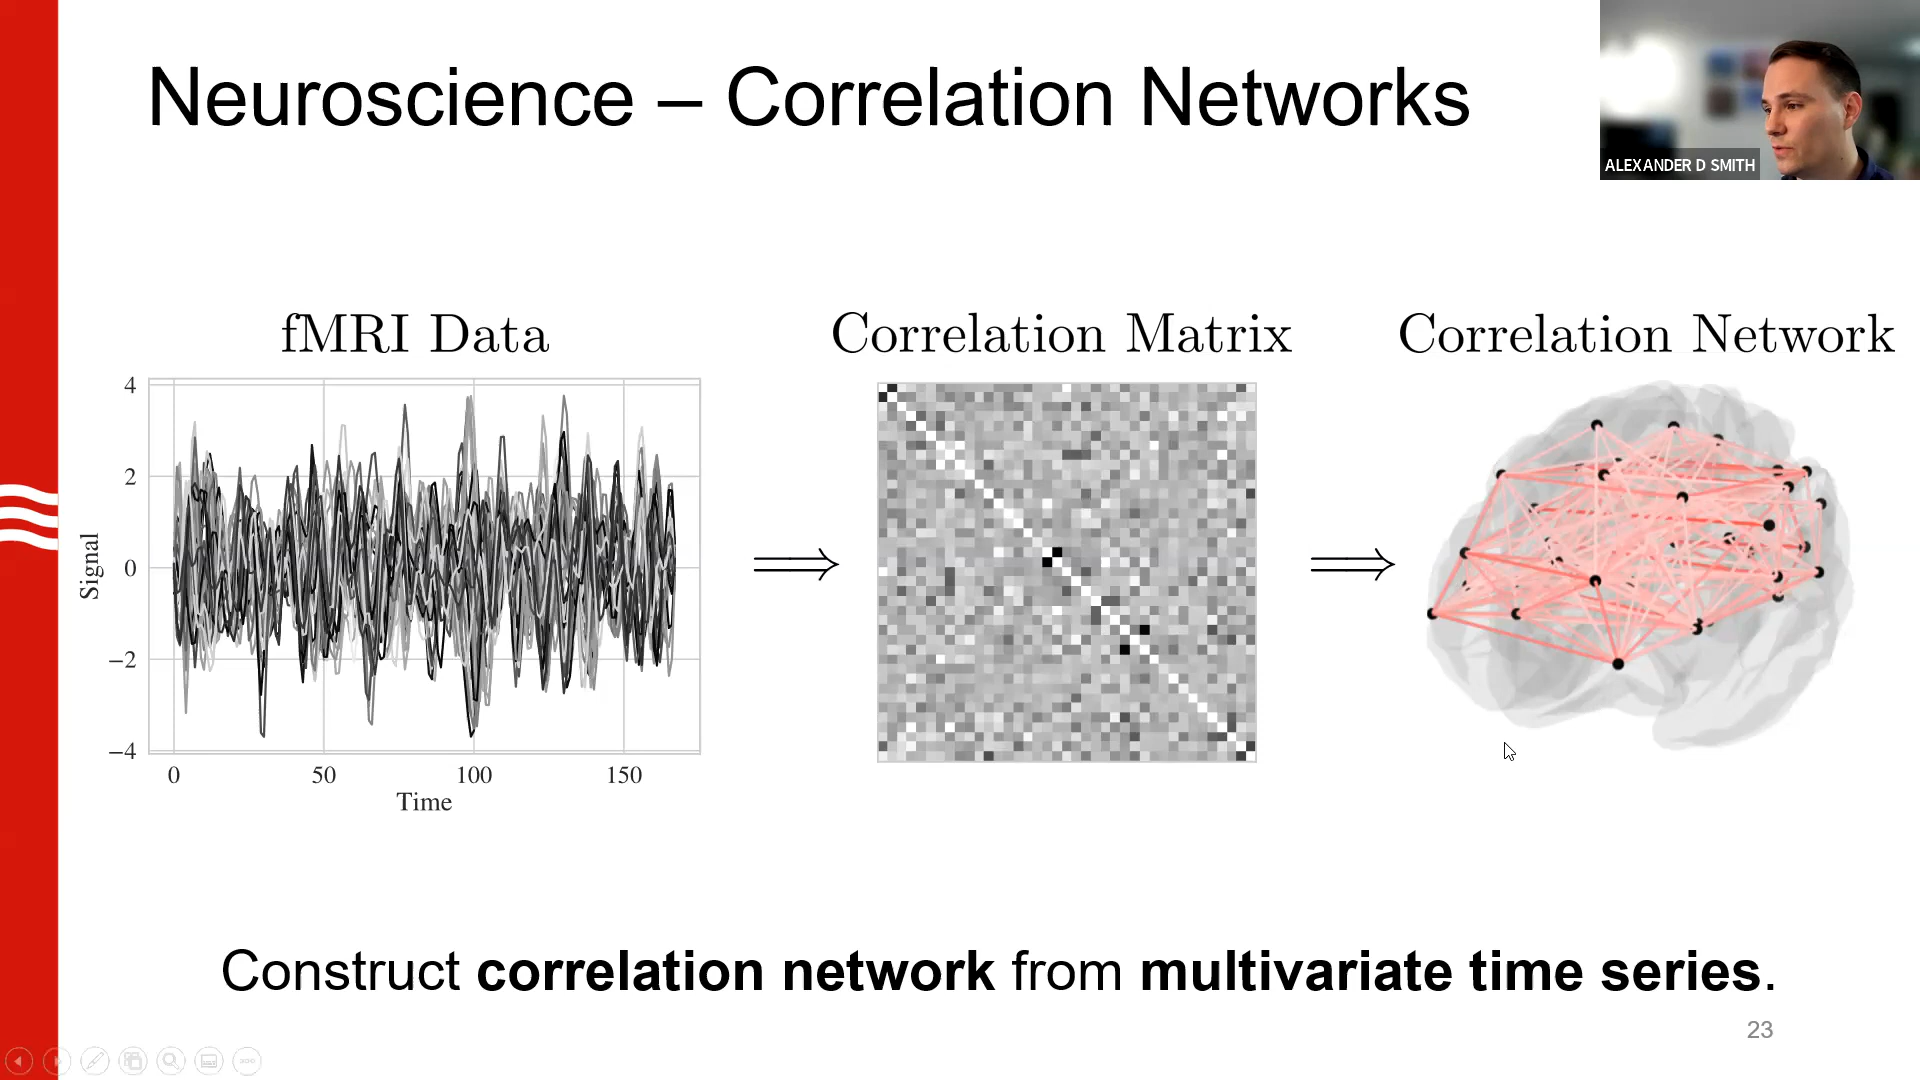 Neuroscience – Correlation Networks
ALEXANDER D SMITH
fMRI Data
Correlation Matrix
Correlation Network
4
2
0
−2
−4
Signal
0 50 100 150
Time
⟹
⟹
Construct correlation network from multivariate time series.
23